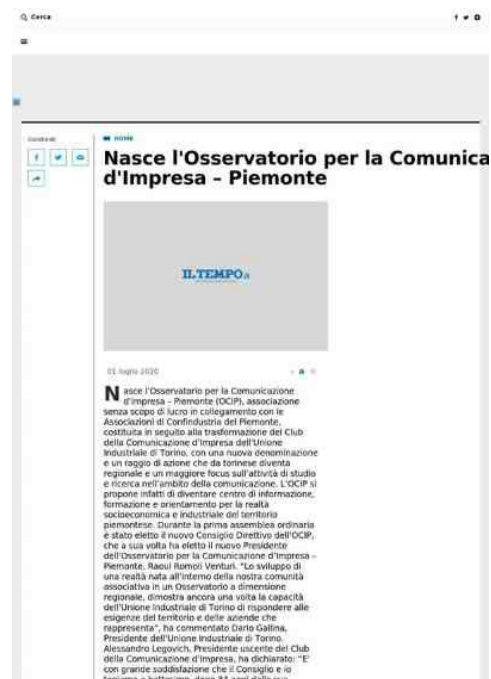 Cerca
Condividi:
HOME
Nasce l'Osservatorio per la Comunica
d'Impresa – Piemonte
IL TEMPO.it
01 luglio 2020
a
Nasce l'Osservatorio per la Comunicazione
d'Impresa – Piemonte (OCIP), associazione
senza scopo di lucro in collegamento con le
Associazioni di Confindustria del Piemonte,
costituita in seguito alla trasformazione del Club
della Comunicazione d'Impresa dell'Unione
Industriale di Torino, con una nuova denominazione
e un raggio di azione che da torinese diventa
regionale e un maggiore focus sull'attività di studio
e ricerca nell'ambito della comunicazione. L'OCIP si
propone infatti di diventare centro di informazione,
formazione e orientamento per la realtà
socioeconomica e industriale del territorio
piemontese. Durante la prima assemblea ordinaria
è stato eletto il nuovo Consiglio Direttivo dell'OCIP,
che a sua volta ha eletto il nuovo Presidente
dell'Osservatorio per la Comunicazione d'Impresa –
Piemonte, Raoul Romoli Venturi. "Lo sviluppo di
una realtà nata all'interno della nostra comunità
associativa in un Osservatorio a dimensione
regionale, dimostra ancora una volta la capacità
dell'Unione Industriale di Torino di rispondere alle
esigenze del territorio e delle aziende che
rappresenta", ha commentato Dario Gallina,
Presidente dell'Unione Industriale di Torino.
Alessandro Legovich, Presidente uscente del Club
della Comunicazione d'Impresa, ha dichiarato: "E'
con grande soddisfazione che il Consiglio e io